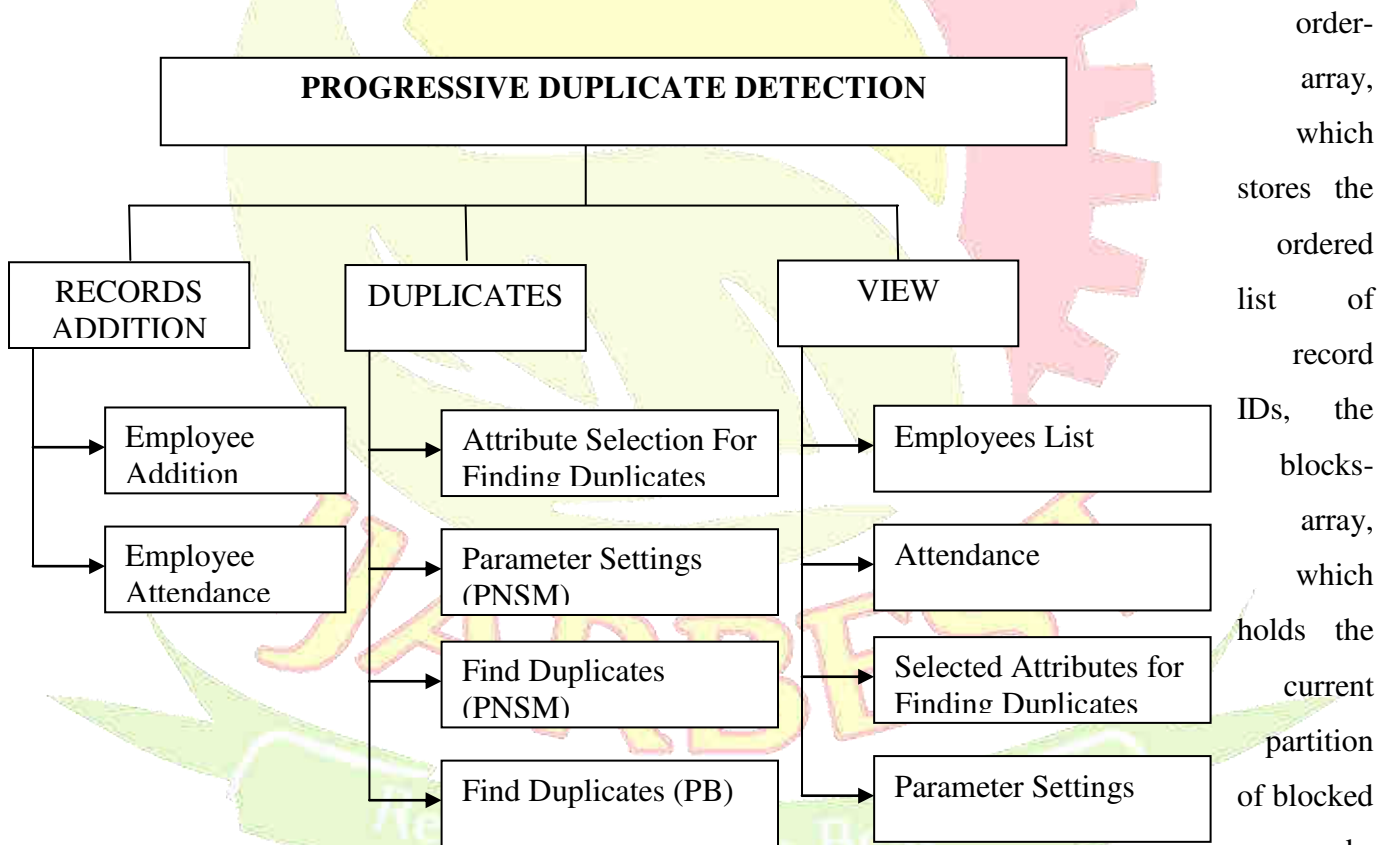 PROGRESSIVE DUPLICATE DETECTION
RECORDS
ADDITION
Employee
Addition
Employee
Attendance
DUPLICATES
Attribute Selection For
Finding Duplicates
Parameter Settings
(PNSM)
Find Duplicates
(PNSM)
Find Duplicates (PB)
VIEW
Employees List
Attendance
Selected Attributes for
Finding Duplicates
Parameter Settings
order-
array,
which
stores the
ordered
list of
record
IDs, the
blocks-
array,
which
holds the
current
partition
of blocked
JARBEST